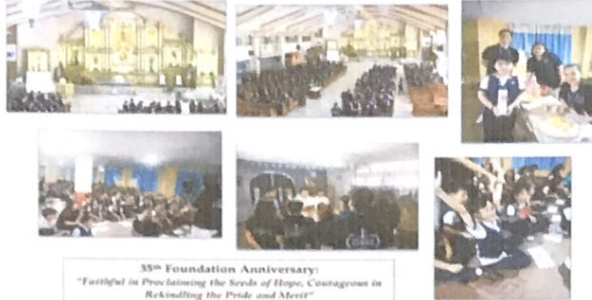 35th Foundation Anniversary:
"Faithful in Proclaiming the Seeds of Hope, Courageous in
Rekindling the Pride and Merit"